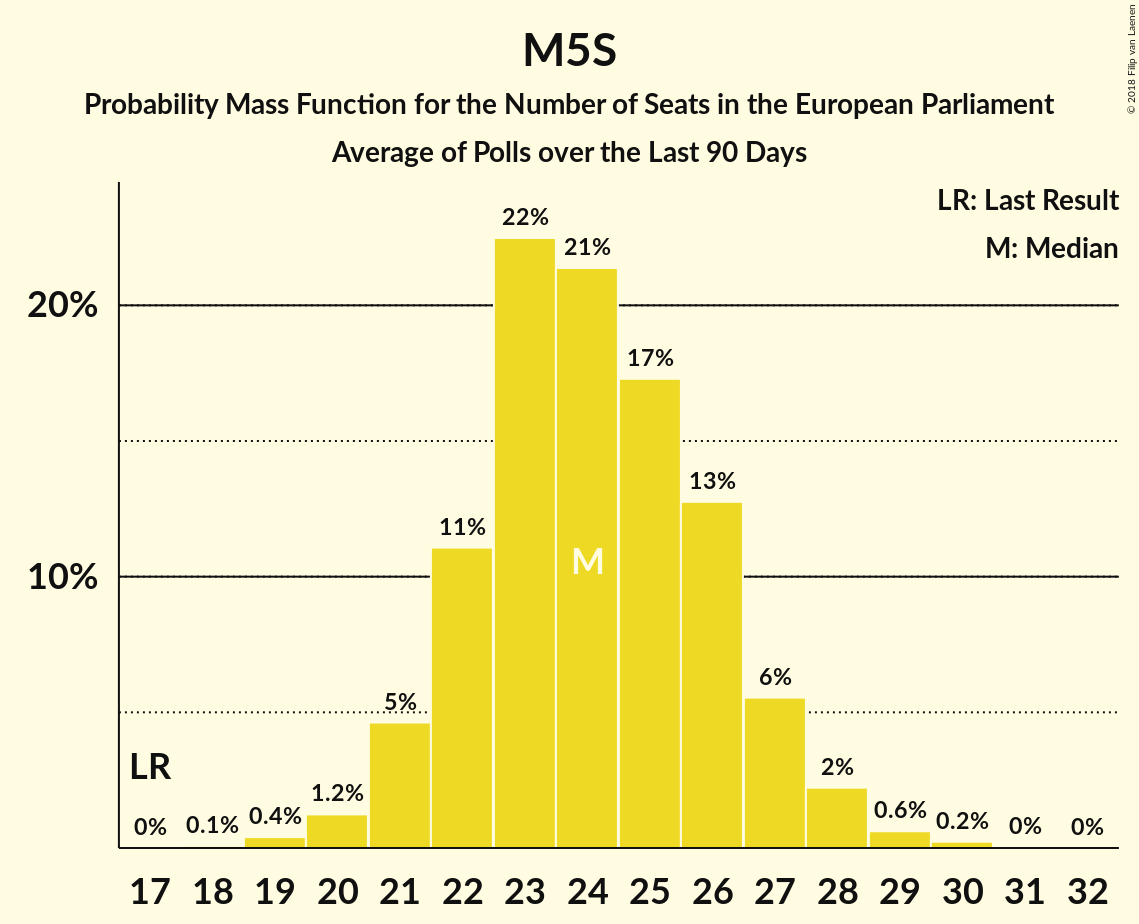 M5S
Probability Mass Function for the Number of Seats in the European Parliament
Average of Polls over the Last 90 Days
© 2018 Filip van Laenen
LR: Last Result
M: Median
20%
10%
22%
21%
17%
13%
11%
6%
5%
2%
1.2%
0.6%
0.4%
0.2%
0.1%
0%
0%
0%
LR
M
17 18 19 20 21 22 23 24 25 26 27 28 29 30 31 32